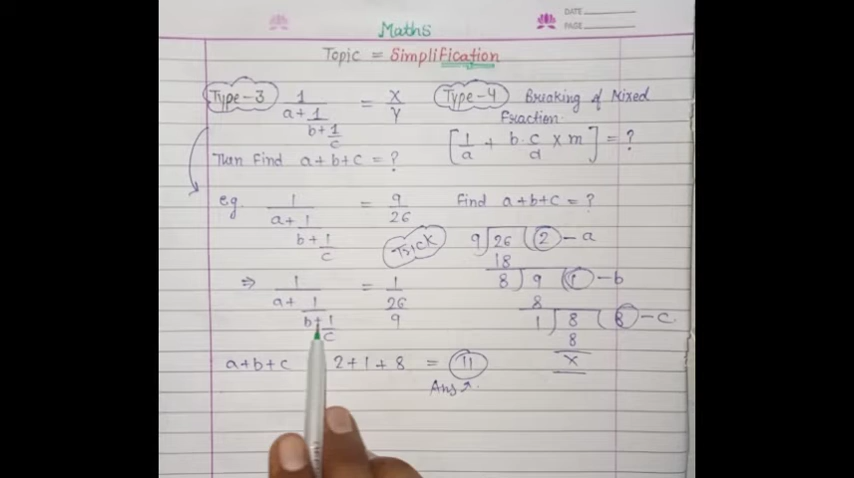 DATE
PAGE
Maths
Topic = Simplification
Type-3 1/(a+1/(b+1/c)) = x/y
Than Find a+b+c = ?
Type-4 Breaking of Mixed
Fraction.
[1/a + b.c/d x m] = ?
eg. 1/(a+1/(b+1/c)) = 9/26 Find a+b+c = ?
Trick
9)26(2 - a
18
8)9(1 - b
8
1)8(8 - c
8
x
⇒ 1/(a+1/(b+1/c)) = 1/(26/9)
a+b+c 2+1+8 = 11
Ans